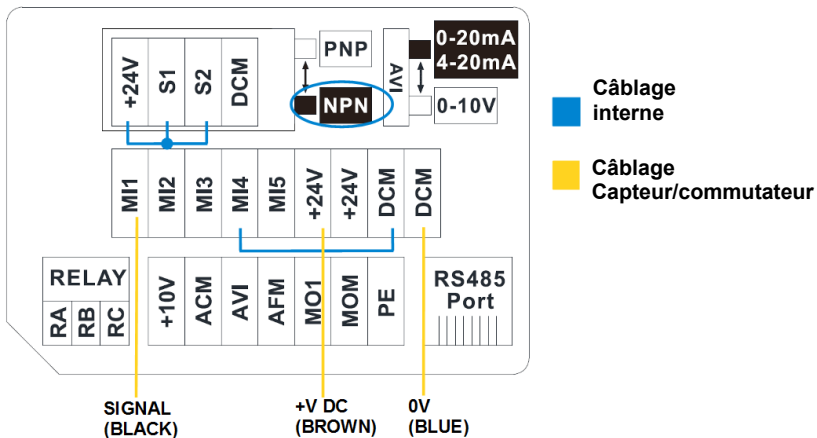 +24V S1 S2 DCM
PNP
NPN
AVI
0-20mA
4-20mA
0-10V
Câblage
interne
Câblage
Capteur/commutateur
MI1 MI2 MI3 MI4 MI5 +24V +24V DCM DCM
RELAY
RA RB RC
+10V ACM AVI AFM MO1 MOM PE
RS485
Port
SIGNAL
(BLACK)
+V DC
(BROWN)
0V
(BLUE)